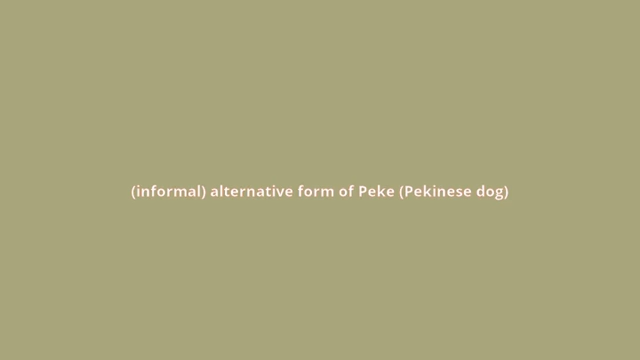 (informal) alternative form of Peke (Pekinese dog)